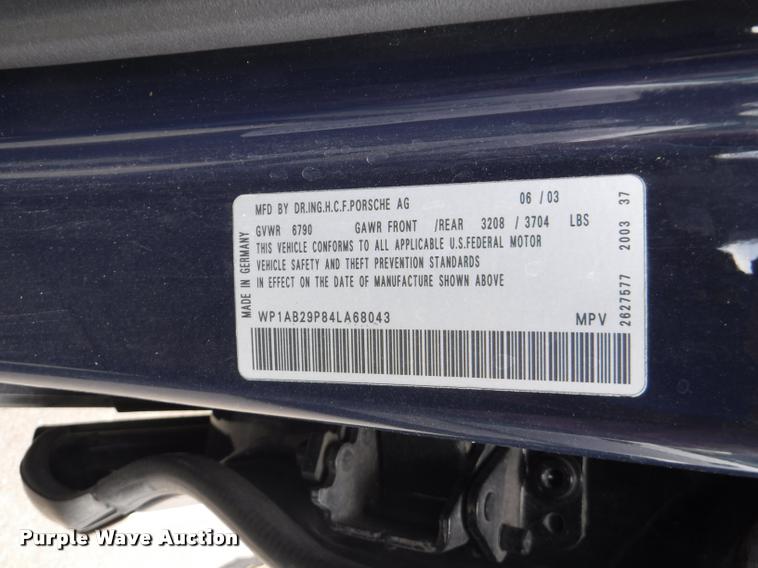 MFD BY DR.ING.H.C.F.PORSCHE AG 06 / 03
GVWR 6790 GAWR FRONT /REAR 3208 / 3704 LBS
THIS VEHICLE CONFORMS TO ALL APPLICABLE U.S.FEDERAL MOTOR
VEHICLE SAFETY AND THEFT PREVENTION STANDARDS
IN EFFECT ON THE DATE OF MANUFACTURE SHOWN ABOVE
WP1AB29P84LA68043 MPV
MADE IN GERMANY
2627577 2003 37
Purple Wave Auction